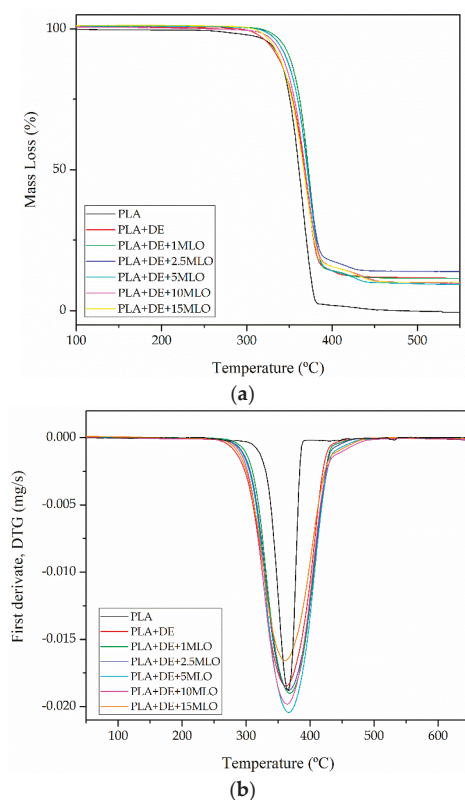 100
50
0
Mass Loss (%)
PLA
PLA+DE
PLA+DE+1MLO
PLA+DE+2.5MLO
PLA+DE+5MLO
PLA+DE+10MLO
PLA+DE+15MLO
100 200 300 400 500
Temperature (ºC)
(a)
0.000
-0.005
-0.010
-0.015
-0.020
First derivate, DTG (mg/s)
PLA
PLA+DE
PLA+DE+1MLO
PLA+DE+2.5MLO
PLA+DE+5MLO
PLA+DE+10MLO
PLA+DE+15MLO
100 200 300 400 500 600
Temperature (ºC)
(b)